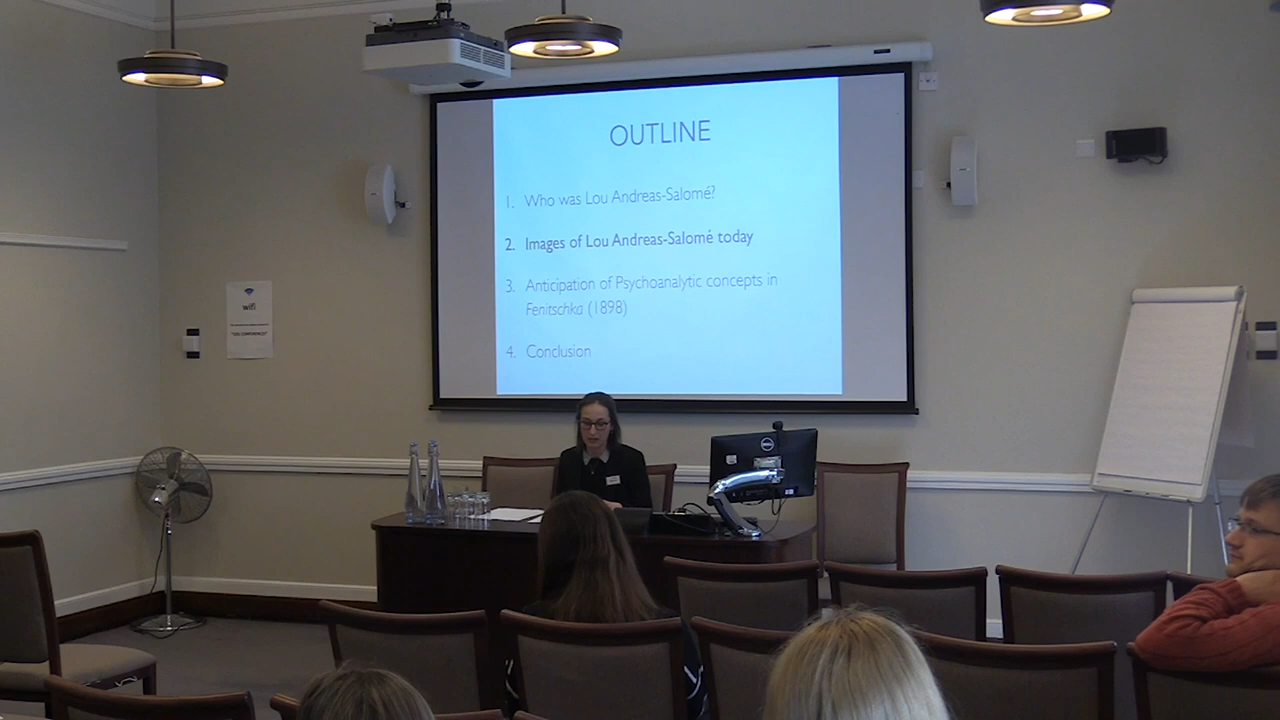 OUTLINE
1. Who was Lou Andreas-Salomé?
2. Images of Lou Andreas-Salomé today
3. Anticipation of Psychoanalytic concepts in
Fenitschka (1898)
4. Conclusion
wifi
DELL